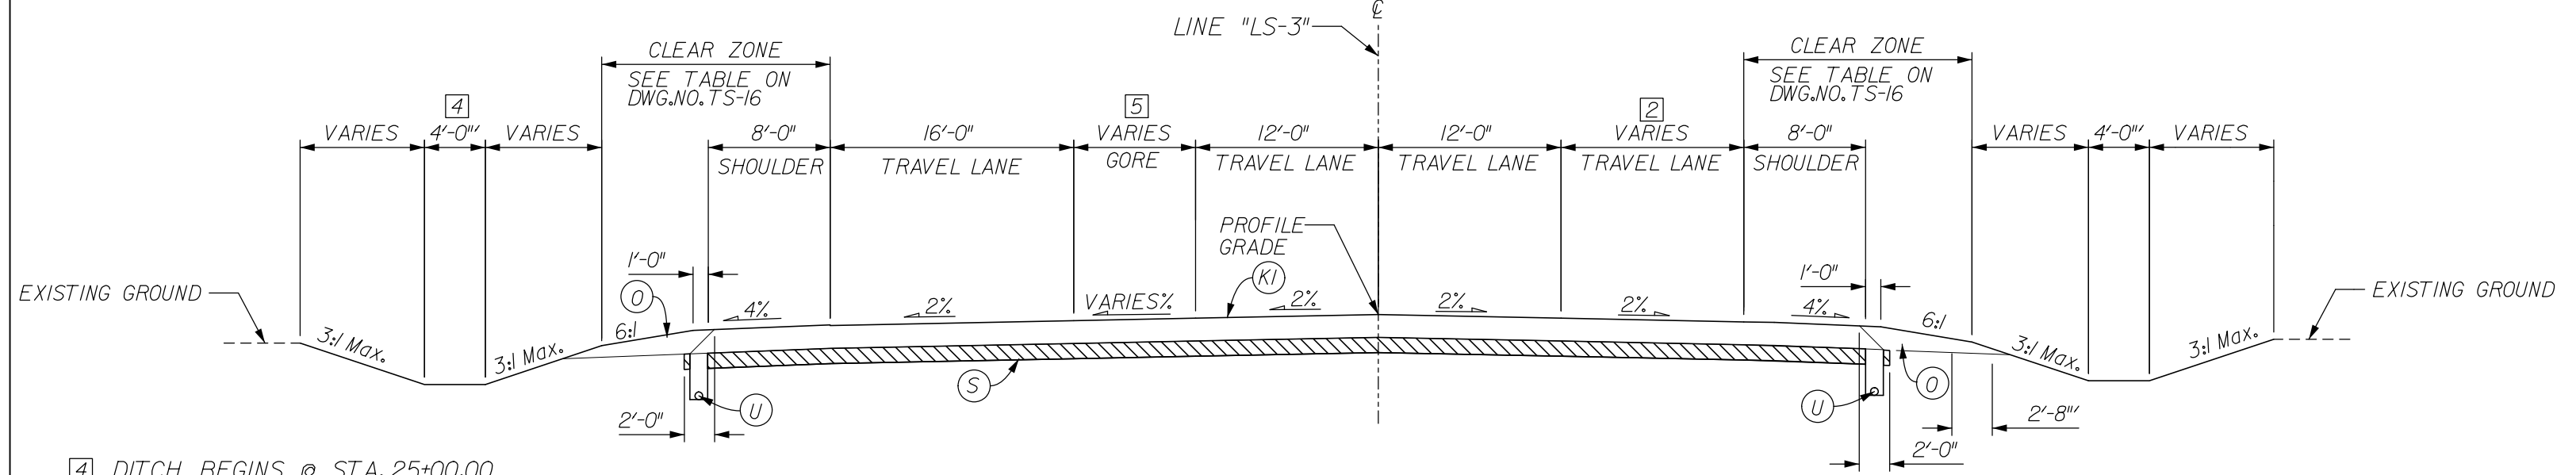 LINE "LS-3"
℄
CLEAR ZONE
SEE TABLE ON
DWG.NO.TS-16
CLEAR ZONE
SEE TABLE ON
DWG.NO.TS-16
4
5
2
VARIES 4'-0"' VARIES 8'-0" 16'-0" VARIES 12'-0" 12'-0" VARIES 8'-0" VARIES 4'-0"' VARIES
SHOULDER TRAVEL LANE GORE TRAVEL LANE TRAVEL LANE TRAVEL LANE SHOULDER
PROFILE
GRADE
1'-0" K1 1'-0"
EXISTING GROUND O 4% 2% VARIES% 2% 2% 2% 4% EXISTING GROUND
3:1 Max. 3:1 Max. 6:1 6:1 3:1 Max. 3:1 Max.
S O
U U
2'-0" 2'-8"'
2'-0"
4 DITCH BEGINS @ STA. 25+00.00